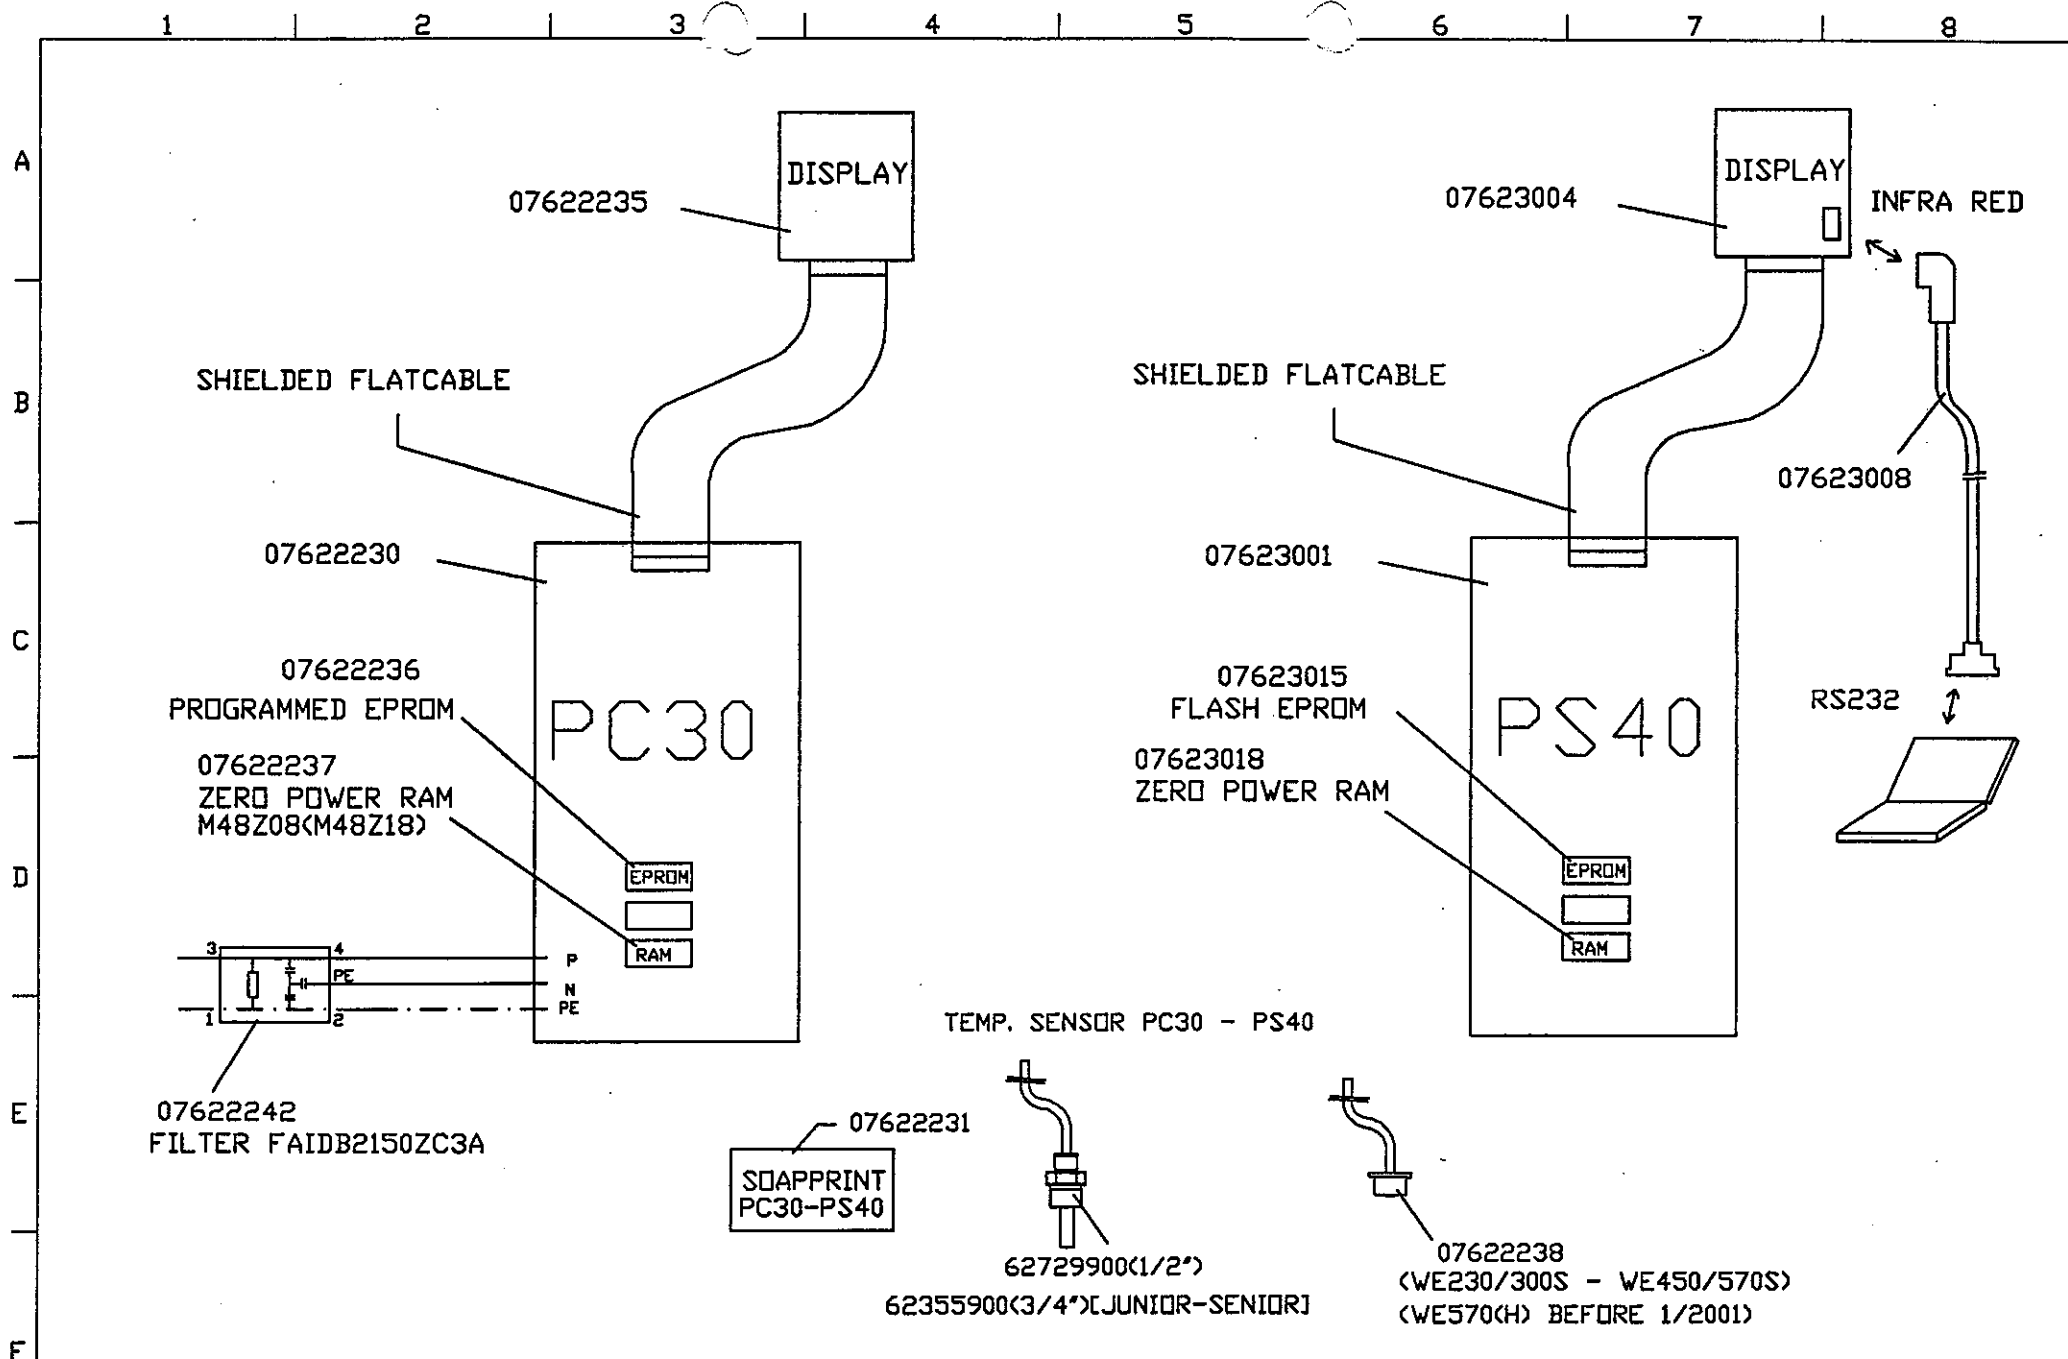 1 2 3 4 5 6 7 8
A
DISPLAY
07622235
DISPLAY
07623004
INFRA RED
B
SHIELDED FLATCABLE
SHIELDED FLATCABLE
07623008
07622230
07623001
C
07622236
PROGRAMMED EPROM
PC30
07623015
FLASH EPROM
PS40
RS232
07622237
ZERO POWER RAM
M48Z08(M48Z18)
07623018
ZERO POWER RAM
D
EPROM
RAM
EPROM
RAM
3 4
PE
1 2
P
N
PE
TEMP. SENSOR PC30 - PS40
E
07622242
FILTER FAIDB2150ZC3A
07622231
SOAPPRINT
PC30-PS40
62729900(1/2")
62355900(3/4")[JUNIOR-SENIOR]
07622238
(WE230/300S - WE450/570S)
(WE570(H) BEFORE 1/2001)
F